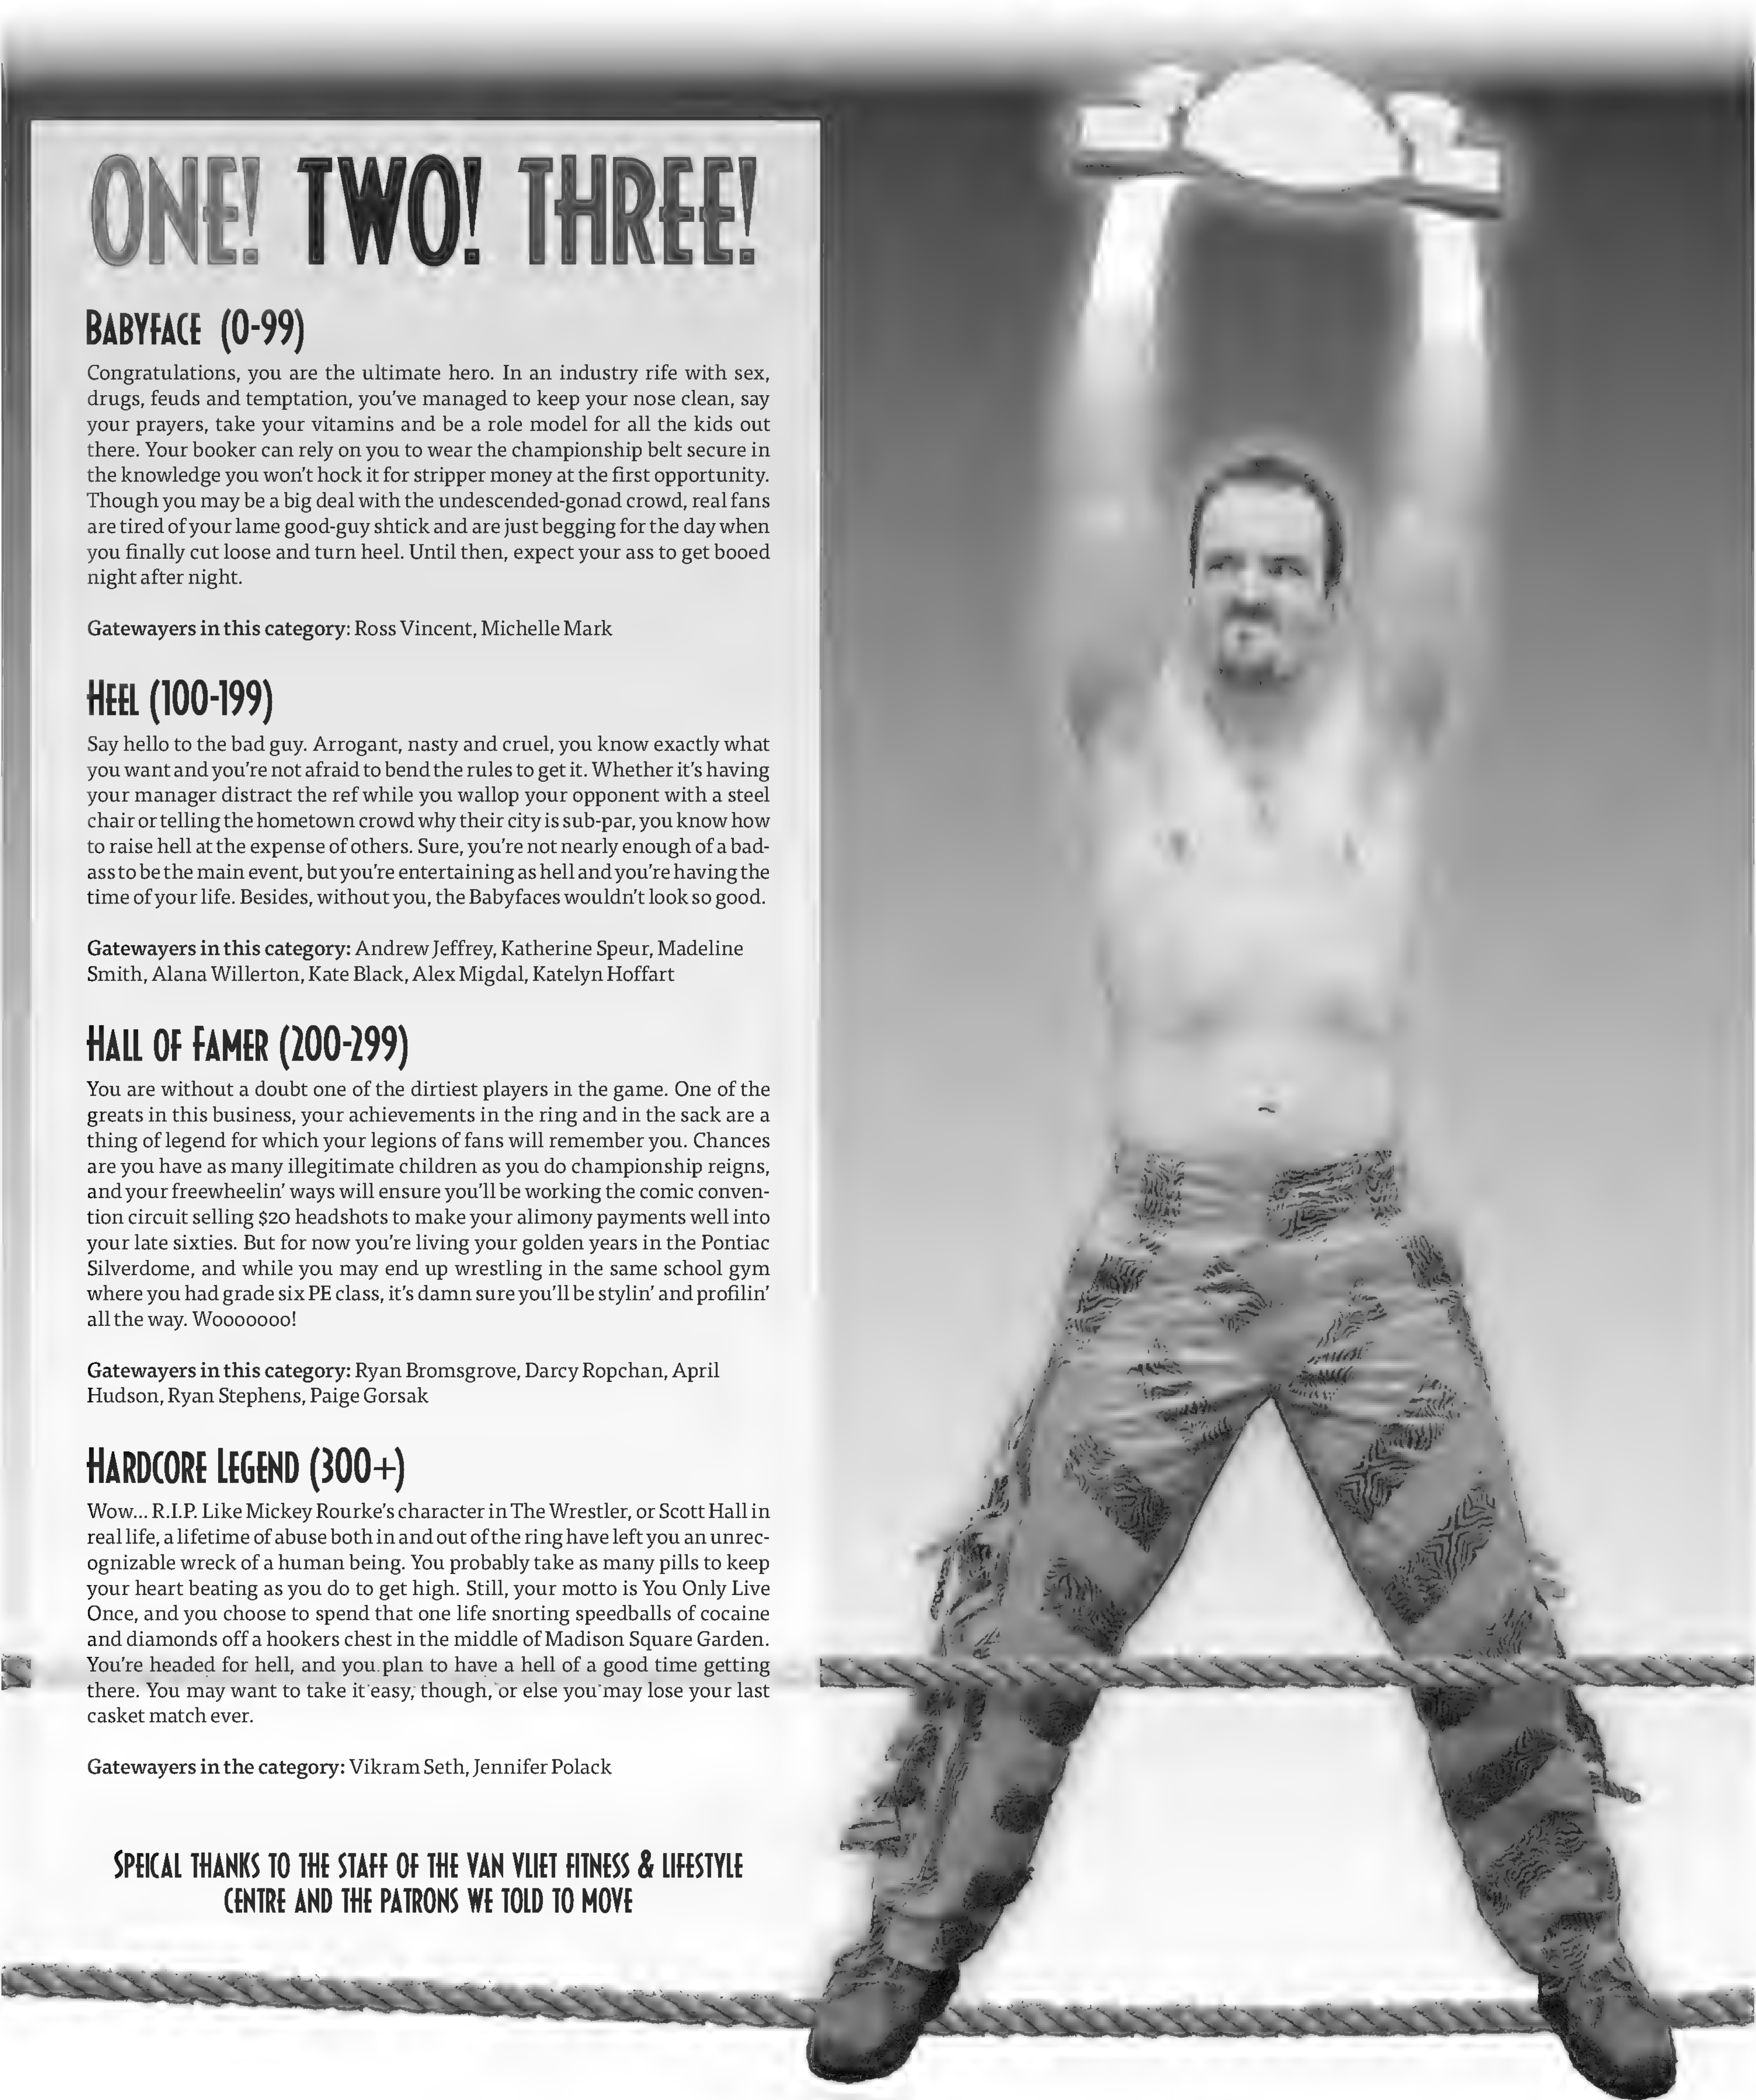 ONE! TWO! THREE!
BABYFACE (0-99)
Congratulations, you are the ultimate hero. In an industry rife with sex,
drugs, feuds and temptation, you've managed to keep your nose clean, say
your prayers, take your vitamins and be a role model for all the kids out
there. Your booker can rely on you to wear the championship belt secure in
the knowledge you won't hock it for stripper money at the first opportunity.
Though you may be a big deal with the undescended-gonad crowd, real fans
are tired of your lame good-guy shtick and are just begging for the day when
you finally cut loose and turn heel. Until then, expect your ass to get booed
night after night.
Gatewayers in this category: Ross Vincent, Michelle Mark
HEEL (100-199)
Say hello to the bad guy. Arrogant, nasty and cruel, you know exactly what
you want and you're not afraid to bend the rules to get it. Whether it's having
your manager distract the ref while you wallop your opponent with a steel
chair or telling the hometown crowd why their city is sub-par, you know how
to raise hell at the expense of others. Sure, you're not nearly enough of a bad-
ass to be the main event, but you're entertaining as hell and you're having the
time of your life. Besides, without you, the Babyfaces wouldn't look so good.
Gatewayers in this category: Andrew Jeffrey, Katherine Speur, Madeline
Smith, Alana Willerton, Kate Black, Alex Migdal, Katelyn Hoffart
HALL OF FAMER (200-299)
You are without a doubt one of the dirtiest players in the game. One of the
greats in this business, your achievements in the ring and in the sack are a
thing of legend for which your legions of fans will remember you. Chances
are you have as many illegitimate children as you do championship reigns,
and your freewheelin' ways will ensure you'll be working the comic conven-
tion circuit selling $20 headshots to make your alimony payments well into
your late sixties. But for now you're living your golden years in the Pontiac
Silverdome, and while you may end up wrestling in the same school gym
where you had grade six PE class, it's damn sure you'll be stylin' and profilin'
all the way. Wooooooo!
Gatewayers in this category: Ryan Bromsgrove, Darcy Ropchan, April
Hudson, Ryan Stephens, Paige Gorsak
HARDCORE LEGEND (300+)
Wow... R.I.P. Like Mickey Rourke's character in The Wrestler, or Scott Hall in
real life, a lifetime of abuse both in and out of the ring have left you an unrec-
ognizable wreck of a human being. You probably take as many pills to keep
your heart beating as you do to get high. Still, your motto is You Only Live
Once, and you choose to spend that one life snorting speedballs of cocaine
and diamonds off a hookers chest in the middle of Madison Square Garden.
You're headed for hell, and you plan to have a hell of a good time getting
there. You may want to take it easy, though, or else you may lose your last
casket match ever.
Gatewayers in the category: Vikram Seth, Jennifer Polack
SPEICAL THANKS TO THE STAFF OF THE VAN VLIET FITNESS & LIFESTYLE
CENTRE AND THE PATRONS WE TOLD TO MOVE